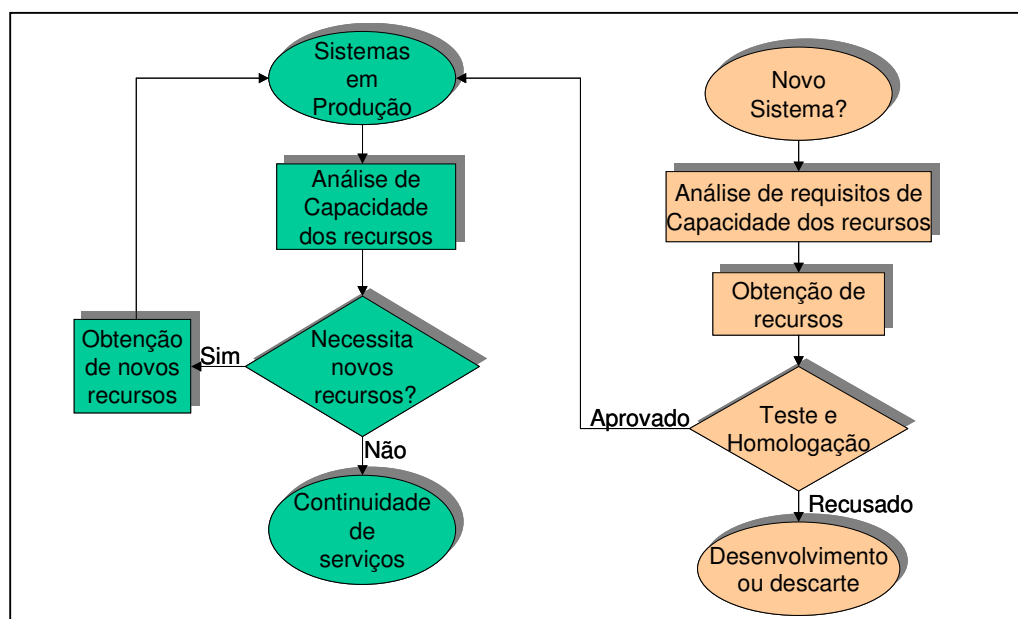 Sistemas
em
Produção
Análise de
Capacidade
dos recursos
Necessita
novos
recursos?
Sim
Obtenção
de novos
recursos
Não
Continuidade
de
serviços
Novo
Sistema?
Análise de requisitos de
Capacidade dos recursos
Obtenção de
recursos
Teste e
Homologação
Aprovado
Recusado
Desenvolvimento
ou descarte